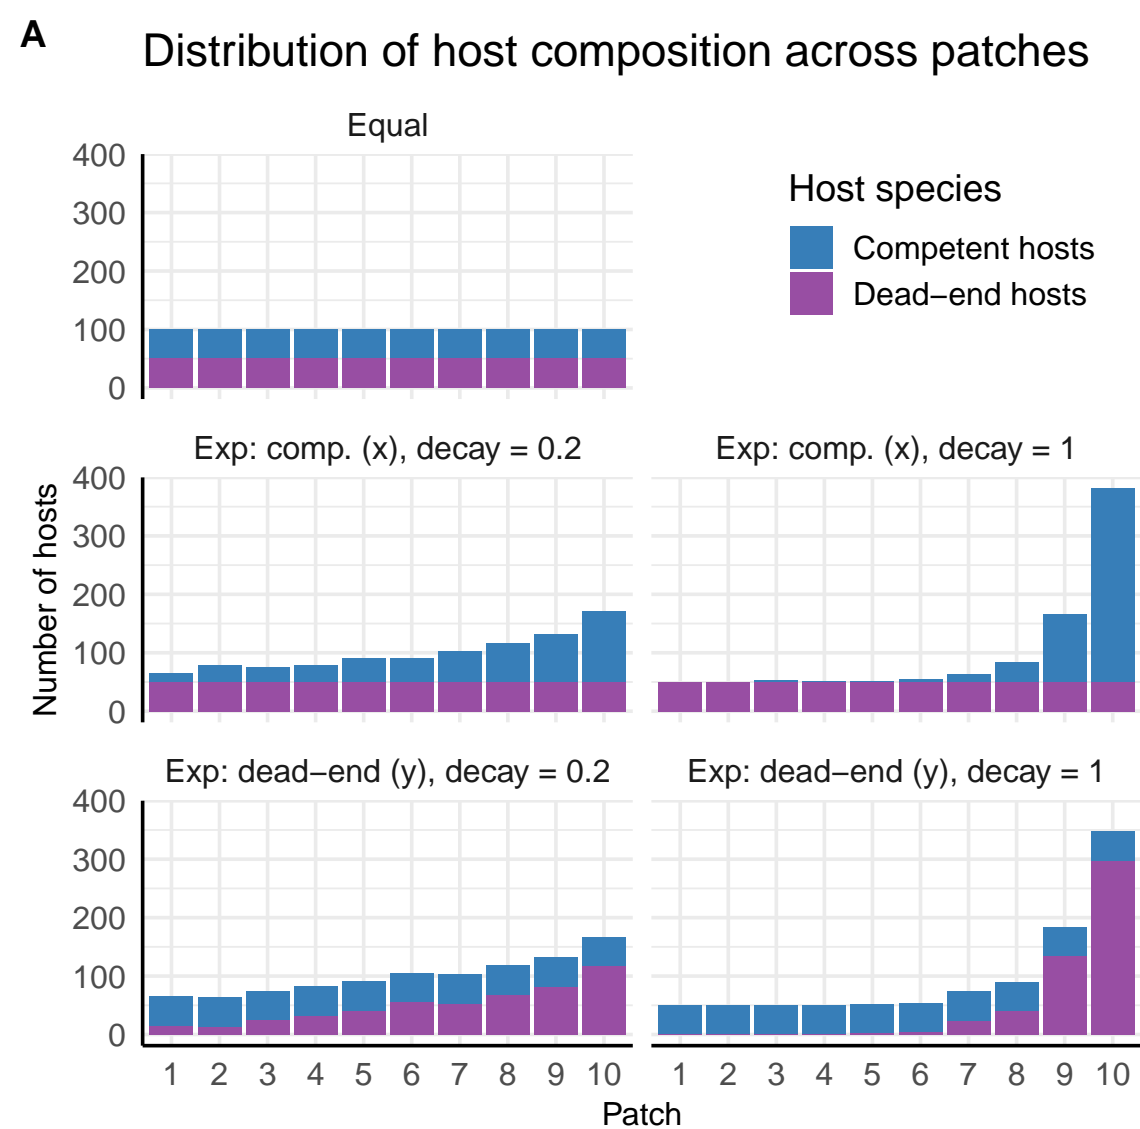 A
Distribution of host composition across patches
Equal
400
300
200
100
0
Host species
Competent hosts
Dead−end hosts
Exp: comp. (x), decay = 0.2
Exp: comp. (x), decay = 1
400
300
200
100
0
Number of hosts
Exp: dead−end (y), decay = 0.2
Exp: dead−end (y), decay = 1
400
300
200
100
0
1 2 3 4 5 6 7 8 9 10
1 2 3 4 5 6 7 8 9 10
Patch